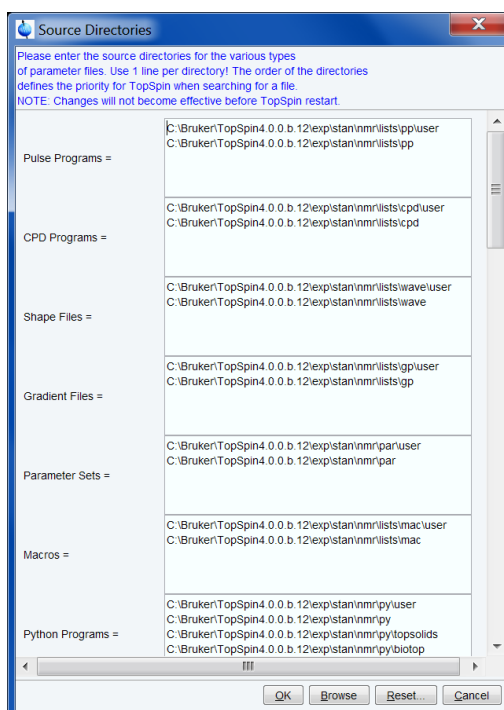 Source Directories
Please enter the source directories for the various types
of parameter files. Use 1 line per directory! The order of the directories
defines the priority for TopSpin when searching for a file.
NOTE: Changes will not become effective before TopSpin restart.
Pulse Programs =
C:\Bruker\TopSpin4.0.0.b.12\exp\stan\nmr\lists\pp\user
C:\Bruker\TopSpin4.0.0.b.12\exp\stan\nmr\lists\pp
CPD Programs =
C:\Bruker\TopSpin4.0.0.b.12\exp\stan\nmr\lists\cpd\user
C:\Bruker\TopSpin4.0.0.b.12\exp\stan\nmr\lists\cpd
Shape Files =
C:\Bruker\TopSpin4.0.0.b.12\exp\stan\nmr\lists\wave\user
C:\Bruker\TopSpin4.0.0.b.12\exp\stan\nmr\lists\wave
Gradient Files =
C:\Bruker\TopSpin4.0.0.b.12\exp\stan\nmr\lists\gp\user
C:\Bruker\TopSpin4.0.0.b.12\exp\stan\nmr\lists\gp
Parameter Sets =
C:\Bruker\TopSpin4.0.0.b.12\exp\stan\nmr\par\user
C:\Bruker\TopSpin4.0.0.b.12\exp\stan\nmr\par
Macros =
C:\Bruker\TopSpin4.0.0.b.12\exp\stan\nmr\lists\mac\user
C:\Bruker\TopSpin4.0.0.b.12\exp\stan\nmr\lists\mac
Python Programs =
C:\Bruker\TopSpin4.0.0.b.12\exp\stan\nmr\py\user
C:\Bruker\TopSpin4.0.0.b.12\exp\stan\nmr\py
C:\Bruker\TopSpin4.0.0.b.12\exp\stan\nmr\py\topsolids
C:\Bruker\TopSpin4.0.0.b.12\exp\stan\nmr\py\biotop
OK Browse Reset... Cancel